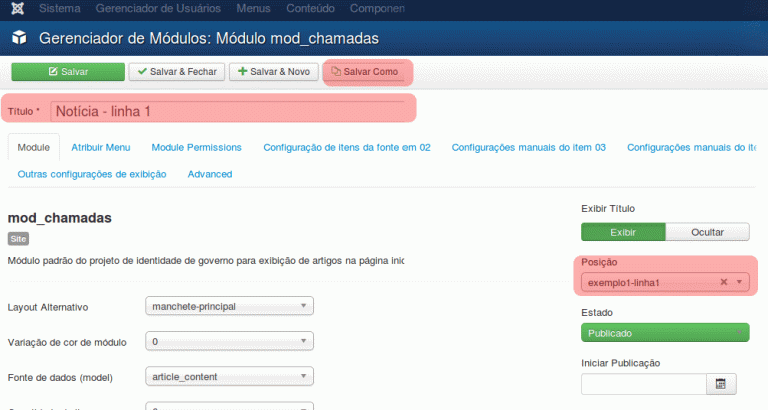 Sistema Gerenciador de Usuários Menus Conteúdo Componen
Gerenciador de Módulos: Módulo mod_chamadas
Salvar Salvar & Fechar Salvar & Novo Salvar Como
Título * Notícia - linha 1
Module Atribuir Menu Module Permissions Configuração de itens da fonte em 02 Configurações manuais do item 03 Configurações manuais do ite
Outras configurações de exibição Advanced
mod_chamadas
Site
Módulo padrão do projeto de identidade de governo para exibição de artigos na página inic
Layout Alternativo manchete-principal
Variação de cor de módulo 0
Fonte de dados (model) article_content
Exibir Título
Exibir Ocultar
Posição
exemplo1-linha1
Estado
Publicado
Iniciar Publicação